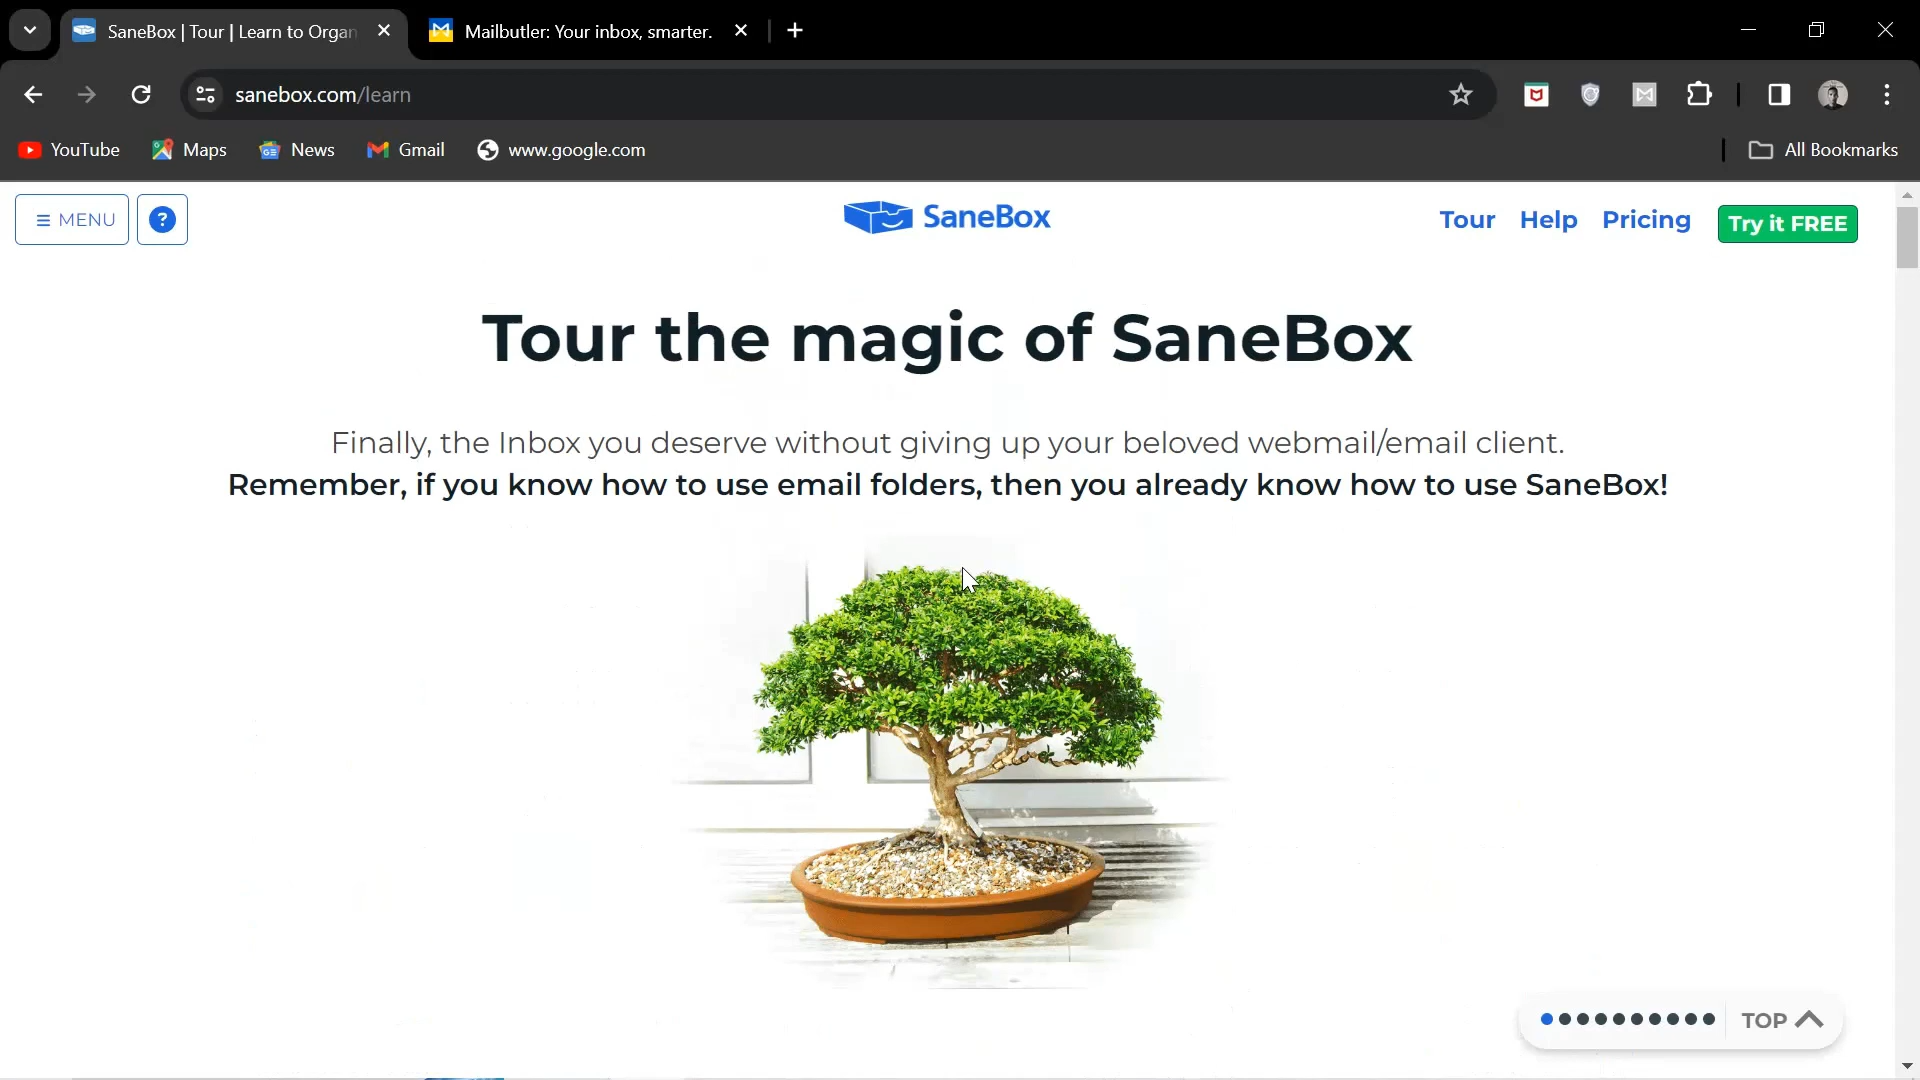 SaneBox | Tour | Learn to Organ
Mailbutler: Your inbox, smarter.
sanebox.com/learn
YouTube
Maps
News
Gmail
www.google.com
All Bookmarks
MENU
?
SaneBox
Tour
Help
Pricing
Try it FREE
Tour the magic of SaneBox
Finally, the Inbox you deserve without giving up your beloved webmail/email client.
Remember, if you know how to use email folders, then you already know how to use SaneBox!
TOP